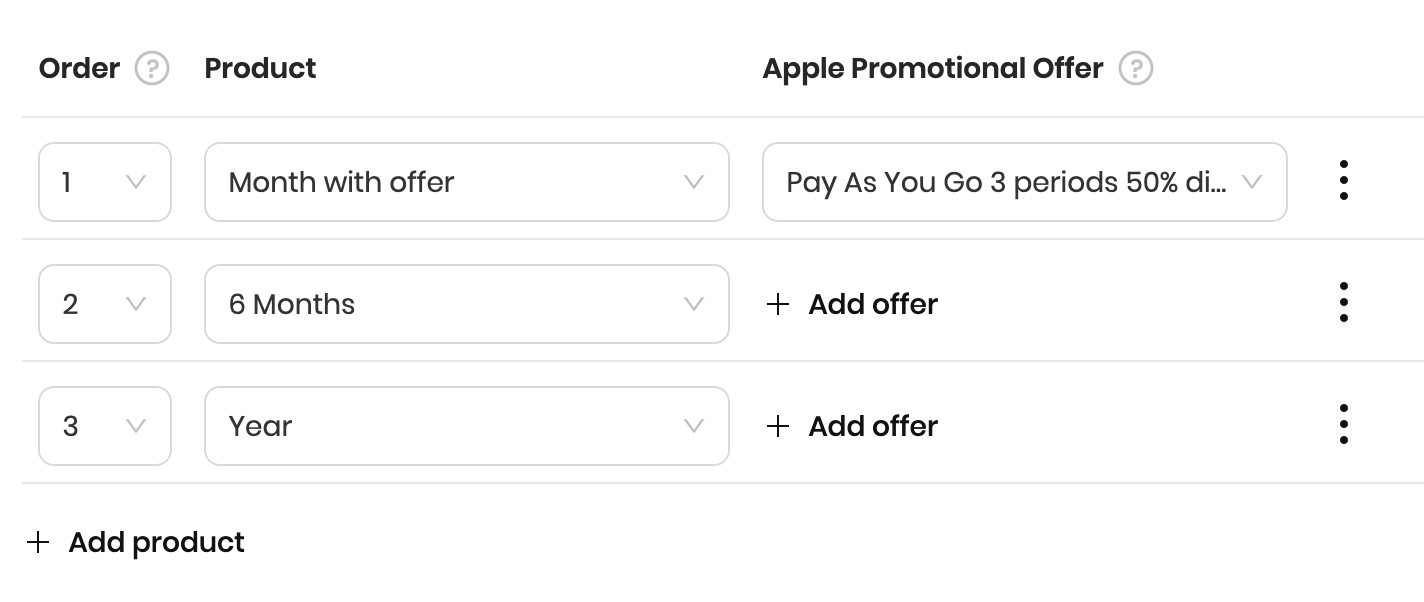 Order ? Product Apple Promotional Offer ?
1 Month with offer Pay As You Go 3 periods 50% di...
2 6 Months + Add offer
3 Year + Add offer
+ Add product